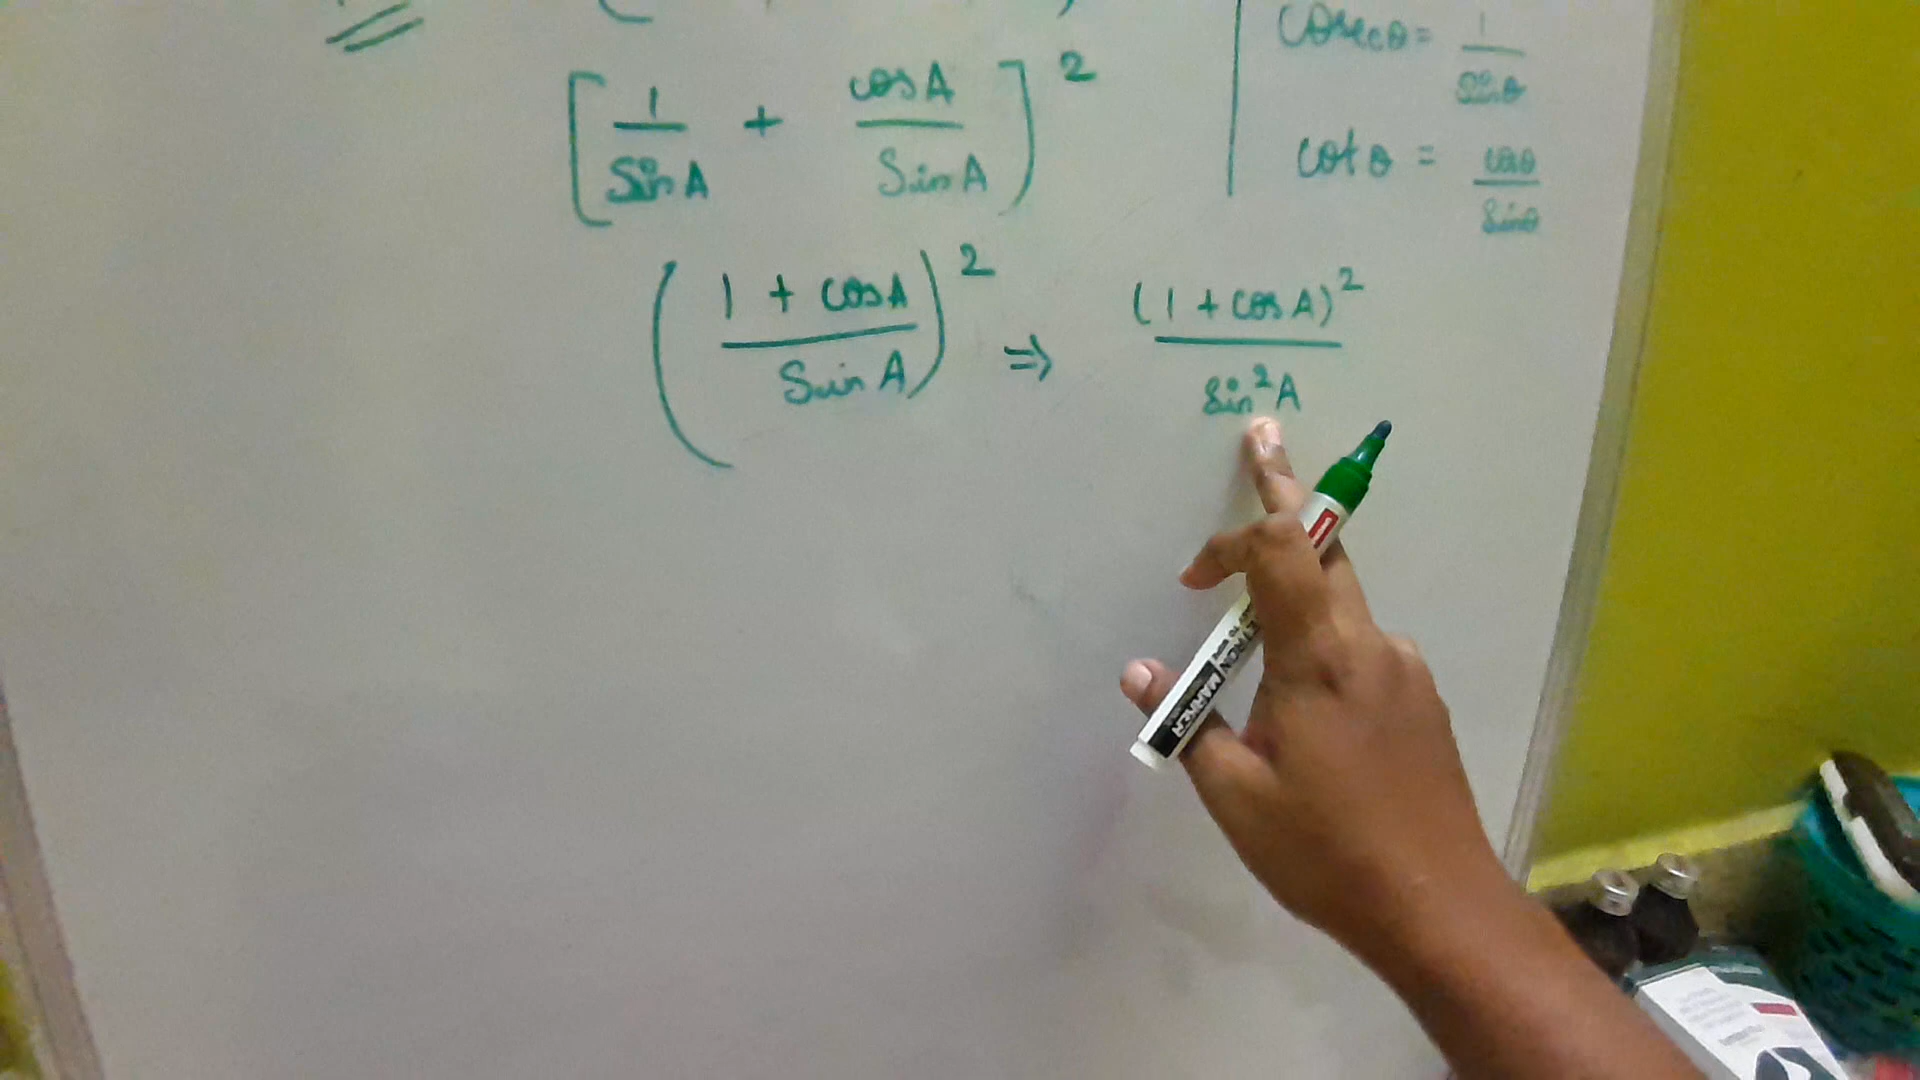 [1/SinA + cosA/SinA]²
((1 + cosA)/SinA)² ⇒ (1 + cosA)²/sin²A
cosecθ = 1/sinθ
cotθ = cosθ/sinθ
MARKER